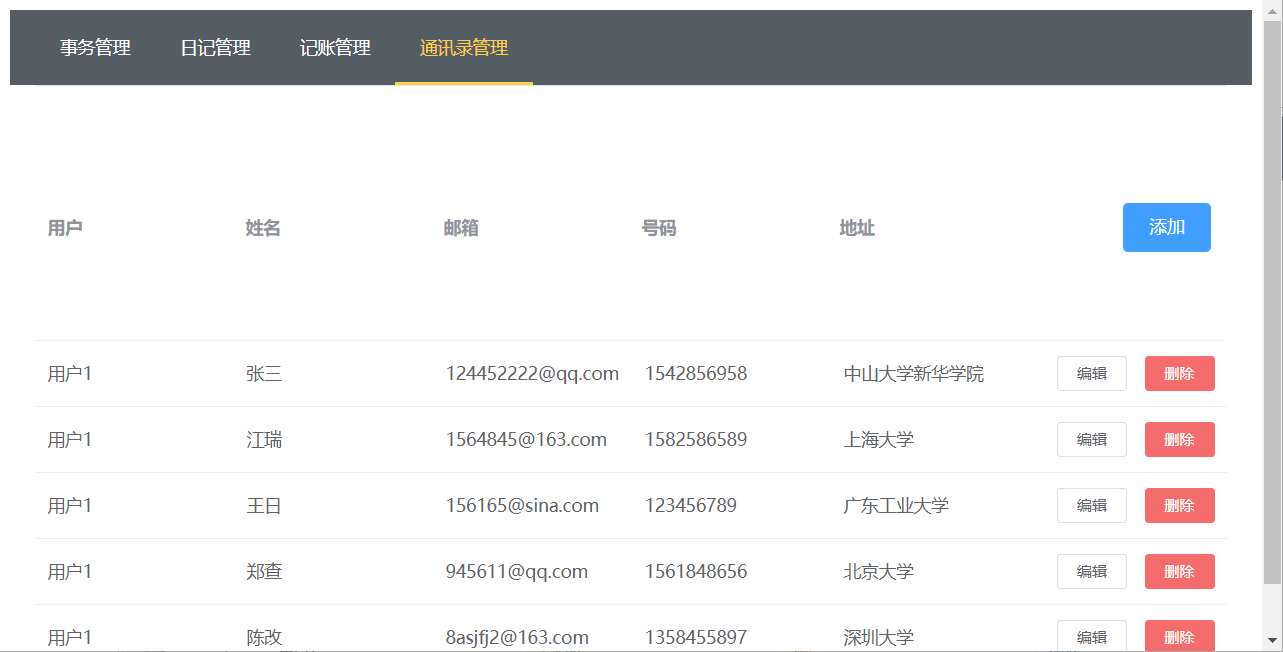 事务管理 日记管理 记账管理 通讯录管理
用户 姓名 邮箱 号码 地址 添加
用户1 张三 124452222@qq.com 1542856958 中山大学新华学院 编辑 删除
用户1 江瑞 1564845@163.com 1582586589 上海大学 编辑 删除
用户1 王日 156165@sina.com 123456789 广东工业大学 编辑 删除
用户1 郑查 945611@qq.com 1561848656 北京大学 编辑 删除
用户1 陈改 8asjfj2@163.com 1358455897 深圳大学 编辑 删除